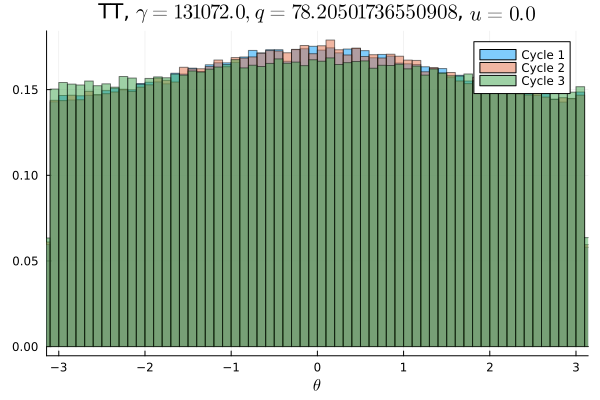 TT, γ = 131072.0, q = 78.20501736550908, u = 0.0
Cycle 1
Cycle 2
Cycle 3
0.15
0.10
0.05
0.00
−3 −2 −1 0 1 2 3
θ